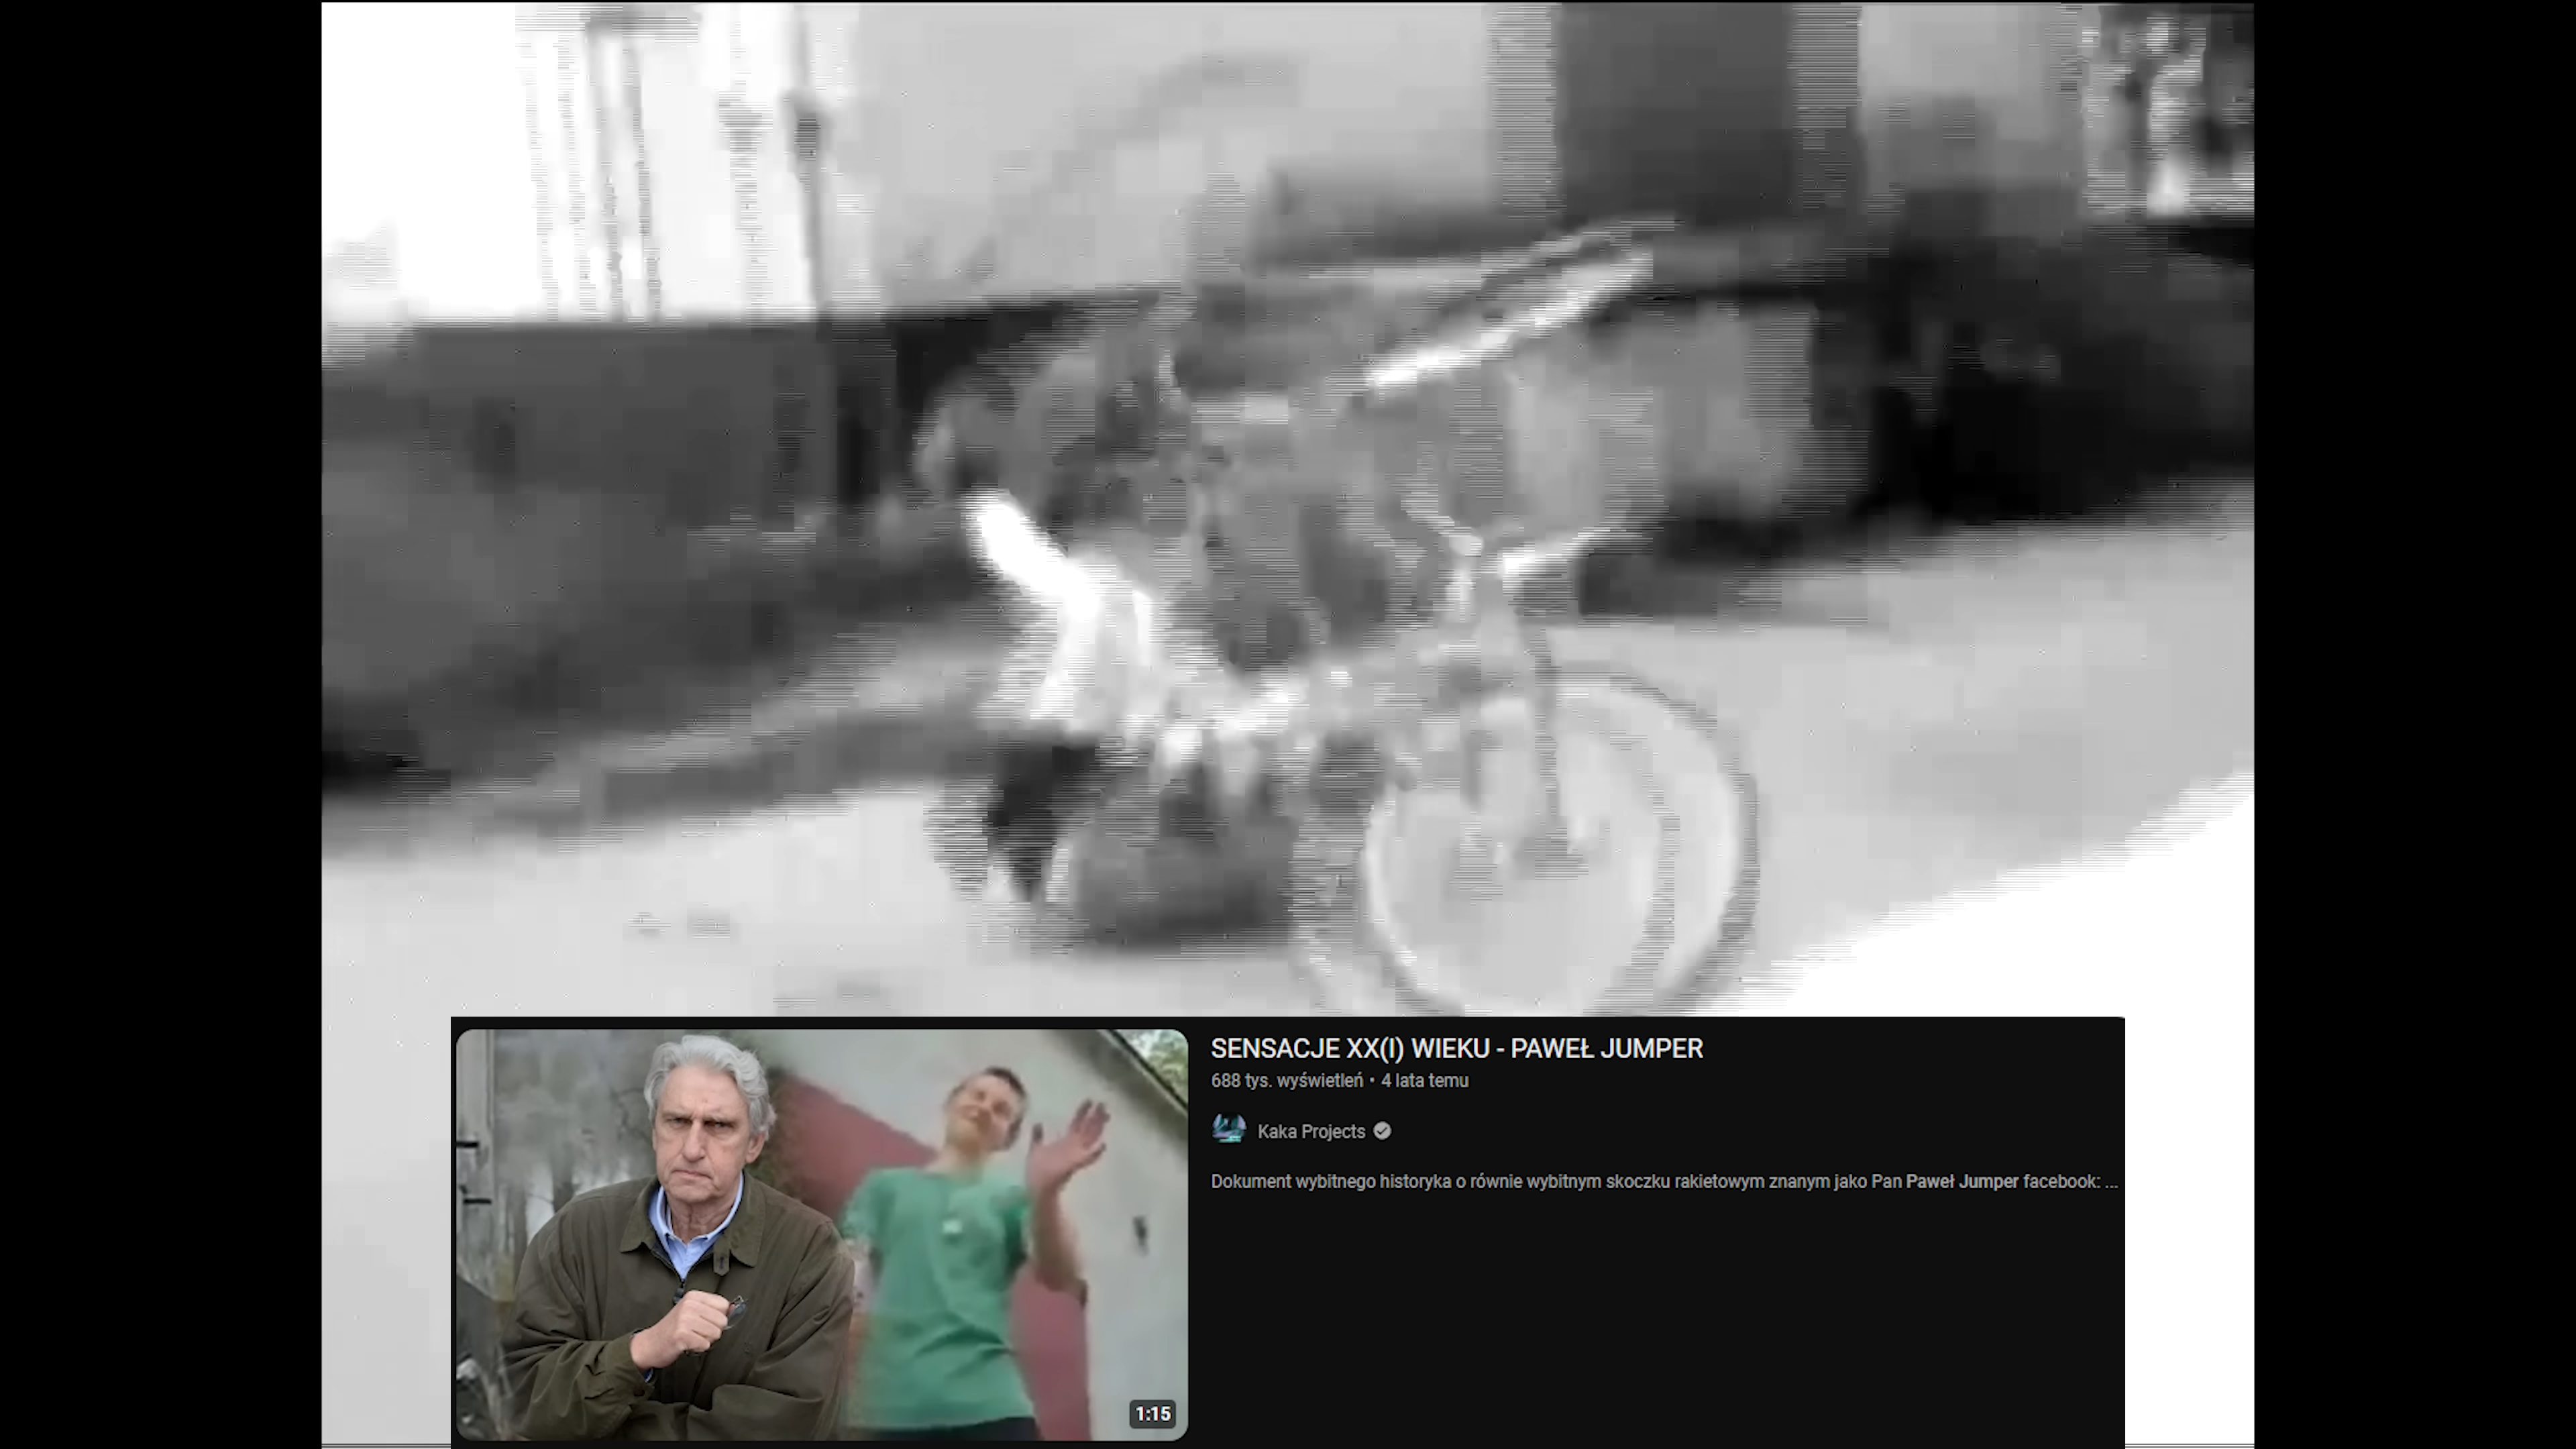 SENSACJE XX(I) WIEKU - PAWEŁ JUMPER
688 tys. wyświetleń • 4 lata temu
Kaka Projects
Dokument wybitnego historyka o równie wybitnym skoczku rakietowym znanym jako Pan Paweł Jumper facebook: ...
1:15